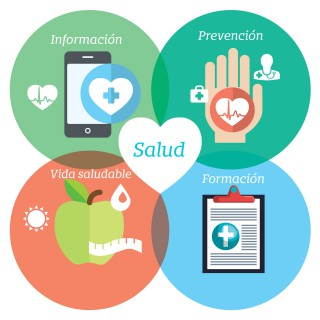 Información
Prevención
Salud
Vida saludable
Formación